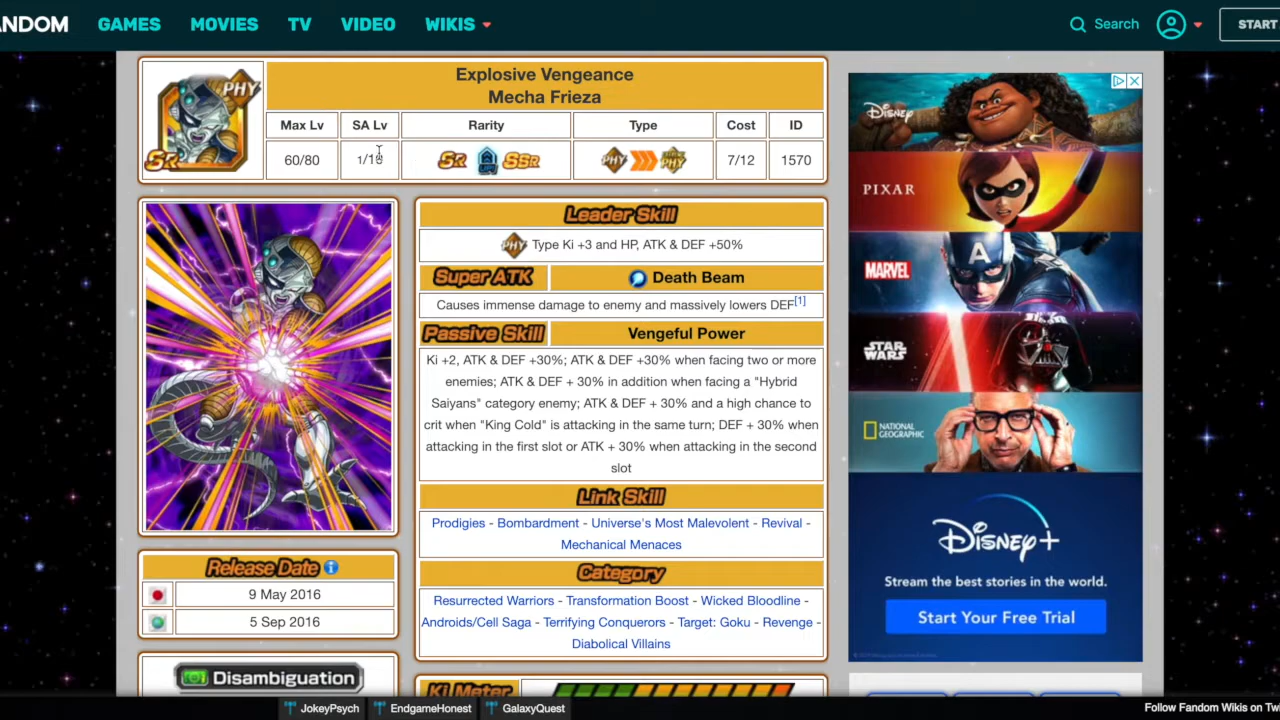 ANDOM GAMES MOVIES TV VIDEO WIKIS Search START
Explosive Vengeance
Mecha Frieza
Max Lv SA Lv Rarity Type Cost ID
60/80 SR SSR PHY PHY 7/12 1570
PHY
SR
Leader Skill
PHY Type Ki +3 and HP, ATK & DEF +50%
Super ATK Death Beam
Causes immense damage to enemy and massively lowers DEF[1]
Passive Skill Vengeful Power
Ki +2, ATK & DEF +30%; ATK & DEF +30% when facing two or more
enemies; ATK & DEF + 30% in addition when facing a "Hybrid
Saiyans" category enemy; ATK & DEF + 30% and a high chance to
crit when "King Cold" is attacking in the same turn; DEF + 30% when
attacking in the first slot or ATK + 30% when attacking in the second
slot
Link Skill
Prodigies - Bombardment - Universe's Most Malevolent - Revival -
Mechanical Menaces
Category
Resurrected Warriors - Transformation Boost - Wicked Bloodline -
Androids/Cell Saga - Terrifying Conquerors - Target: Goku - Revenge -
Diabolical Villains
Ki Meter
Release Date
9 May 2016
5 Sep 2016
Disambiguation
Disney
PIXAR
MARVEL
STAR
WARS
NATIONAL
GEOGRAPHIC
Disney+
Stream the best stories in the world.
Start Your Free Trial
JokeyPsych EndgameHonest GalaxyQuest Follow Fandom Wikis on Tw